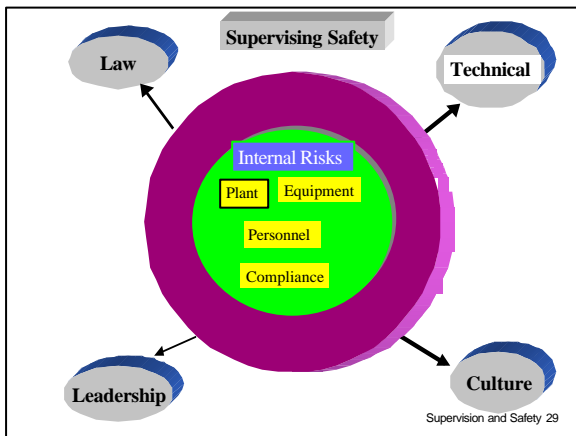 Supervising Safety
Law
Technical
Internal Risks
Plant Equipment
Personnel
Compliance
Leadership
Culture
Supervision and Safety 29